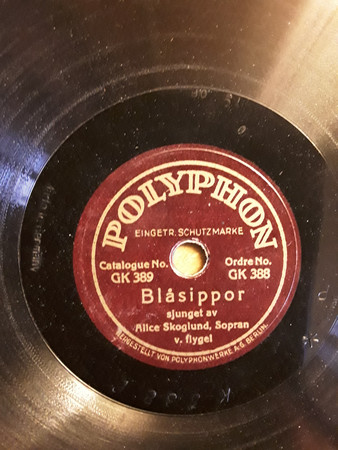 POLYPHON
EINGETR. SCHUTZMARKE
Catalogue No. Ordre No.
GK 389 GK 388
Blåsippor
sjunget av
Alice Skoglund, Sopran
v. flygel
HERGESTELLT VON POLYPHONWERKE A.G. BERLIN.